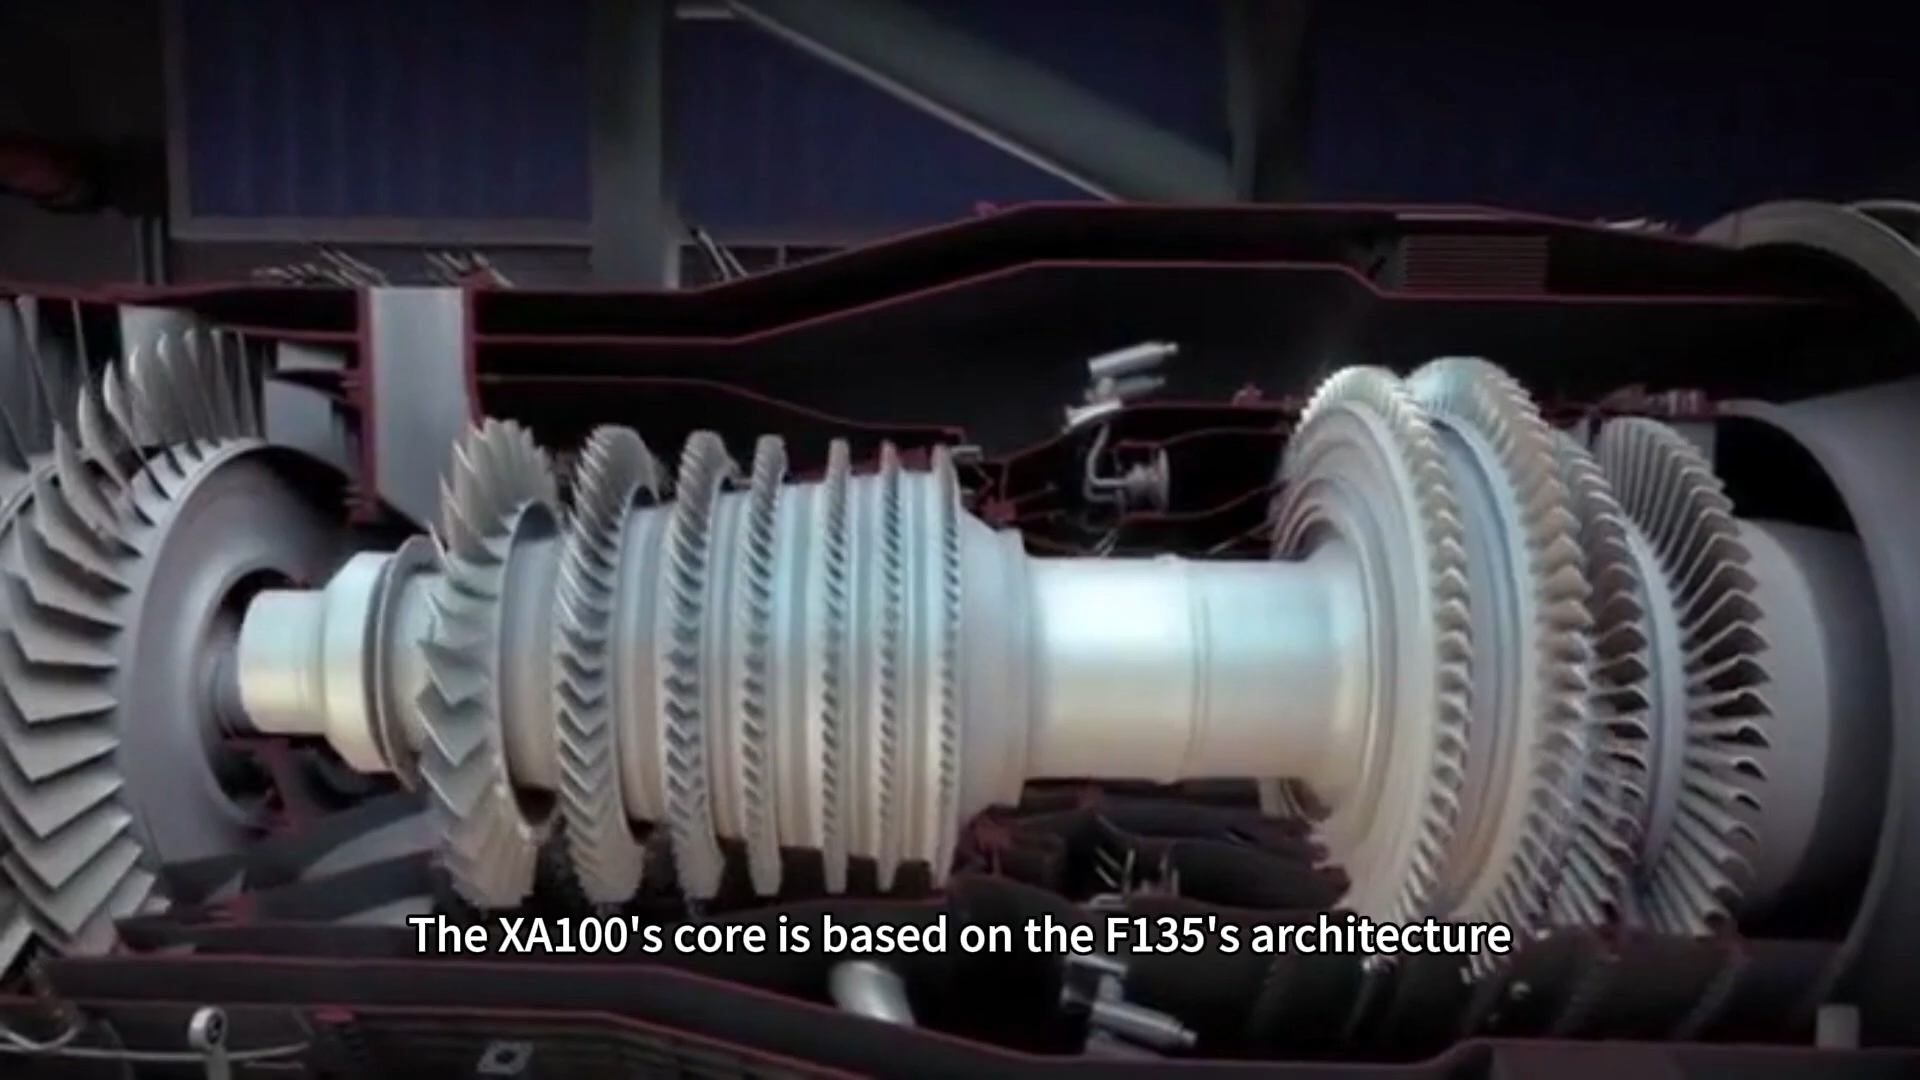 The XA100's core is based on the F135's architecture